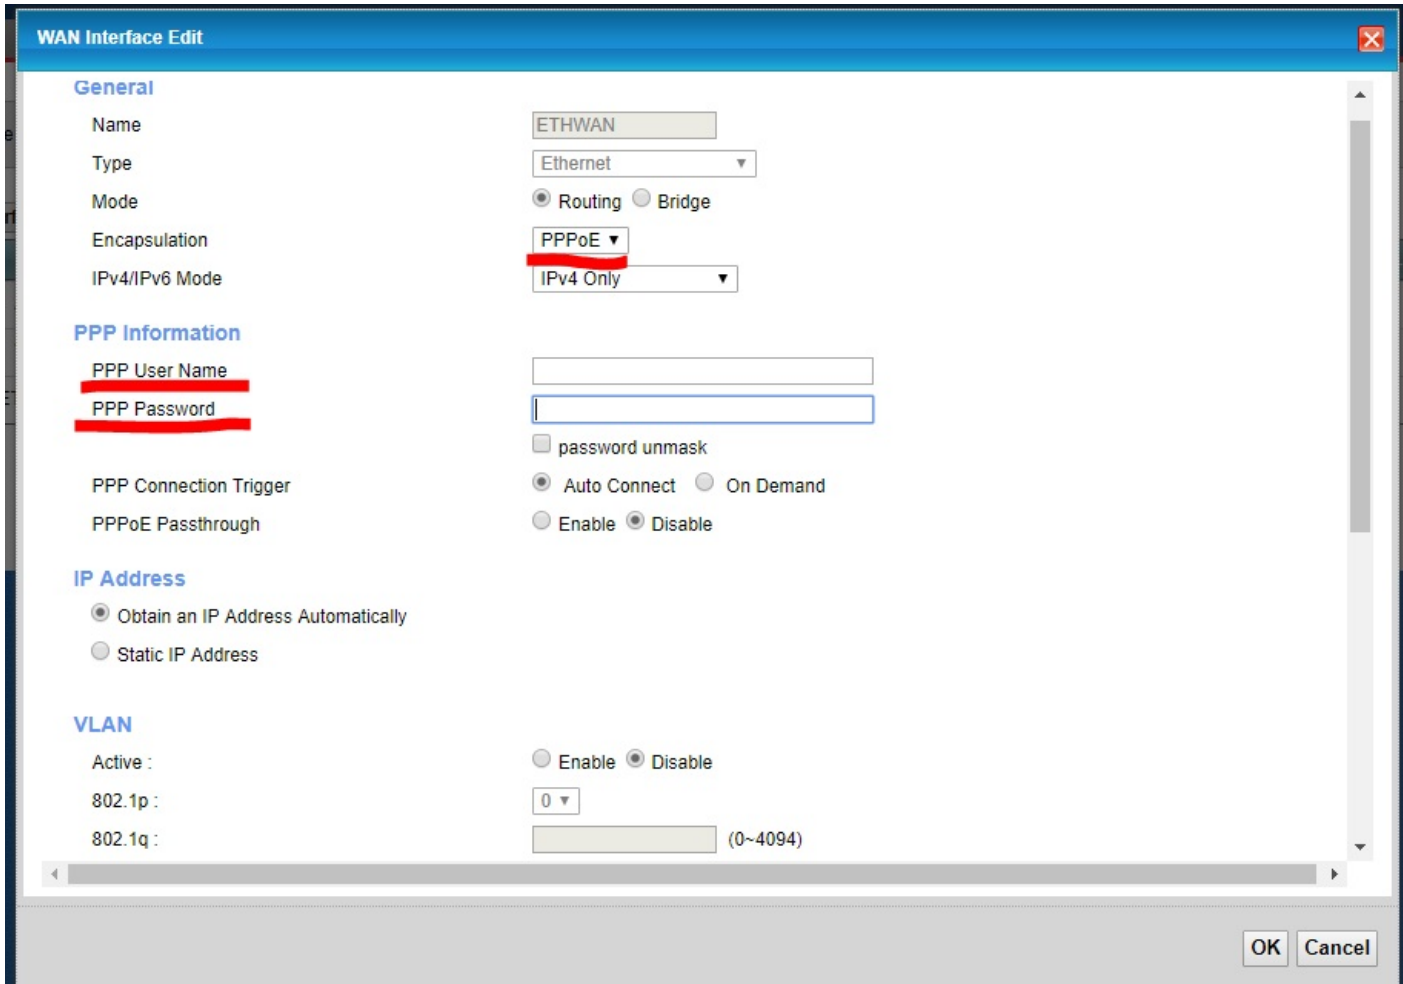 WAN Interface Edit
General
Name ETHWAN
Type Ethernet
Mode Routing Bridge
Encapsulation PPPoE
IPv4/IPv6 Mode IPv4 Only
PPP Information
PPP User Name
PPP Password
password unmask
PPP Connection Trigger Auto Connect On Demand
PPPoE Passthrough Enable Disable
IP Address
Obtain an IP Address Automatically
Static IP Address
VLAN
Active : Enable Disable
802.1p : 0
802.1q : (0~4094)
OK Cancel